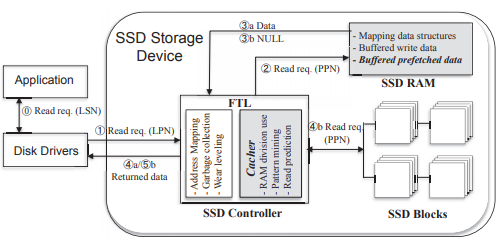 SSD Storage
Device
③a Data
③b NULL
② Read req. (PPN)
- Mapping data structures
- Buffered write data
- Buffered prefetched data
SSD RAM
Application
⓪ Read req. (LSN)
Disk Drivers
① Read req. (LPN)
④a/⑤b
Returned data
FTL
- Address Mapping
- Garbage collection
- Wear leveling
Cacher
- RAM division use
- Pattern mining
- Read prediction
SSD Controller
④b Read req.
(PPN)
SSD Blocks